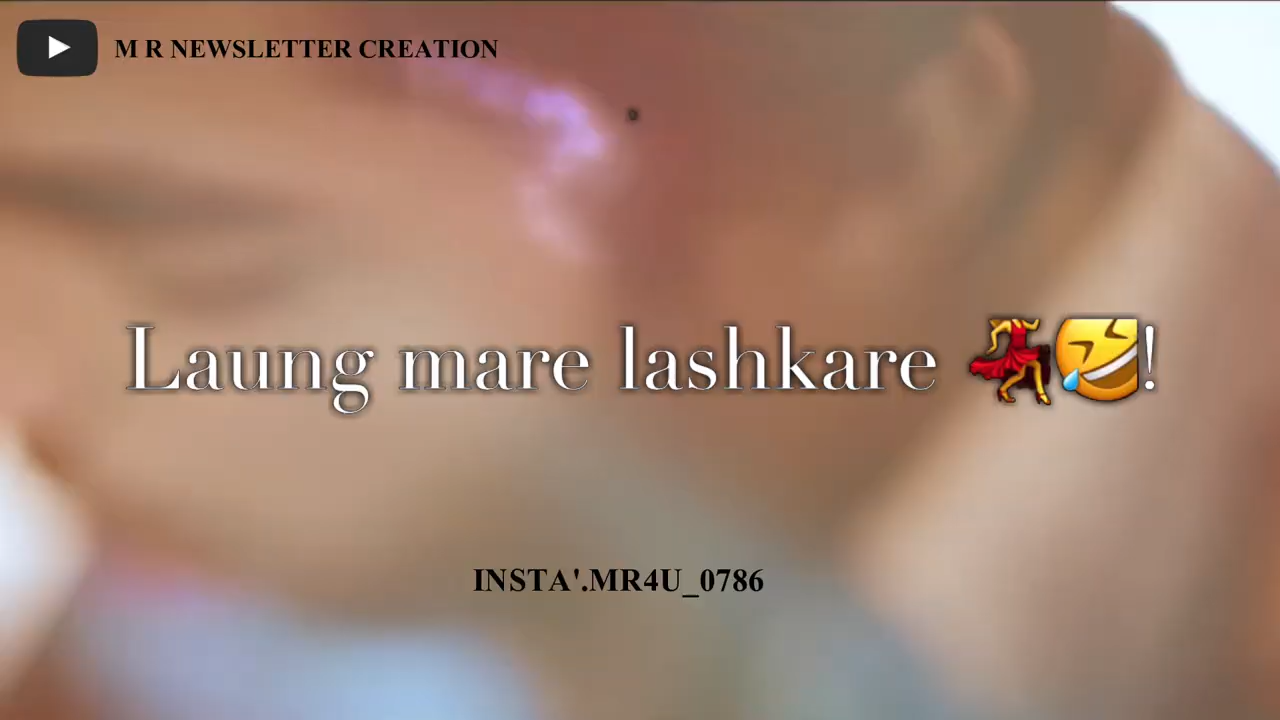 M R NEWSLETTER CREATION
Laung mare lashkare 💃🤣!
INSTA'.MR4U_0786